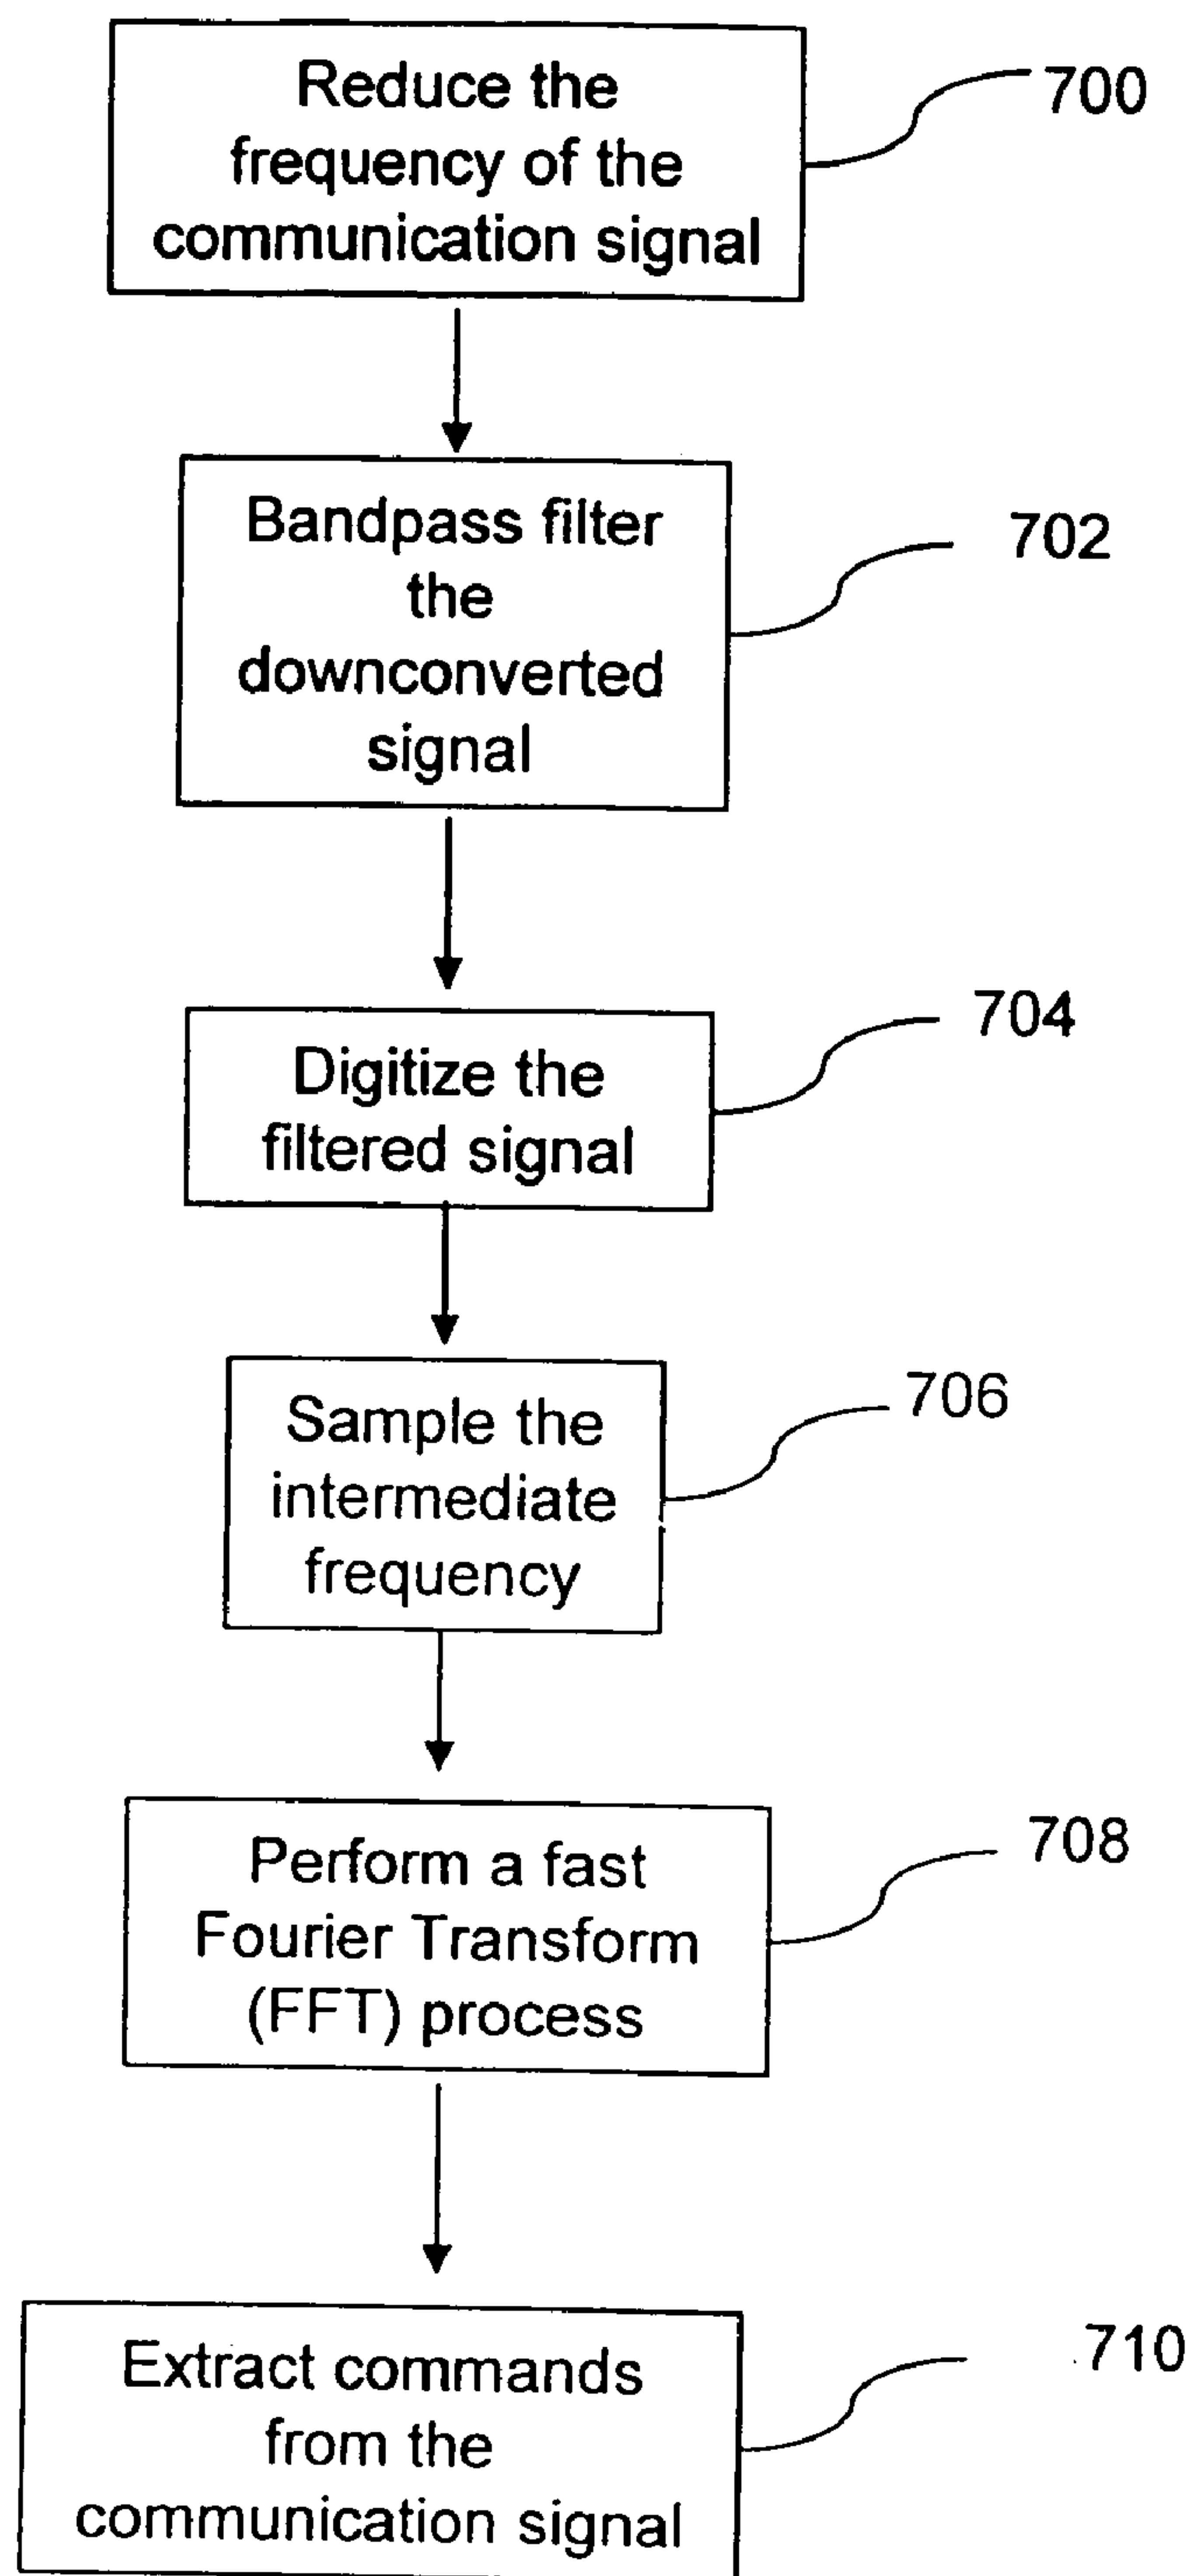 Reduce the
frequency of the
communication signal
700
Bandpass filter
the
downconverted
signal
702
Digitize the
filtered signal
704
Sample the
intermediate
frequency
706
Perform a fast
Fourier Transform
(FFT) process
708
Extract commands
from the
communication signal
710